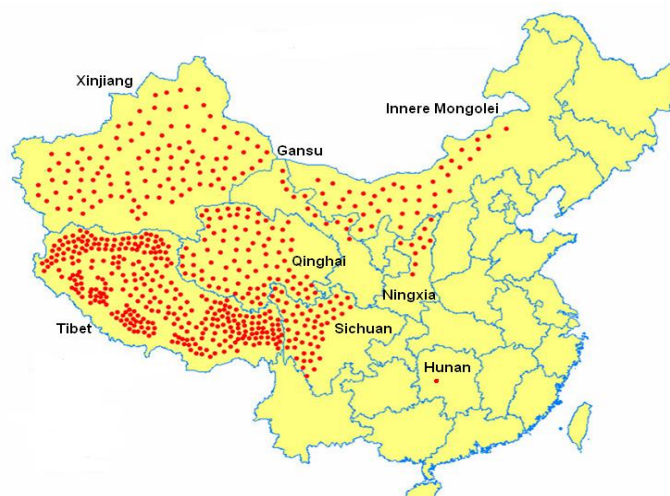 Xinjiang
Innere Mongolei
Gansu
Qinghai
Ningxia
Tibet
Sichuan
Hunan